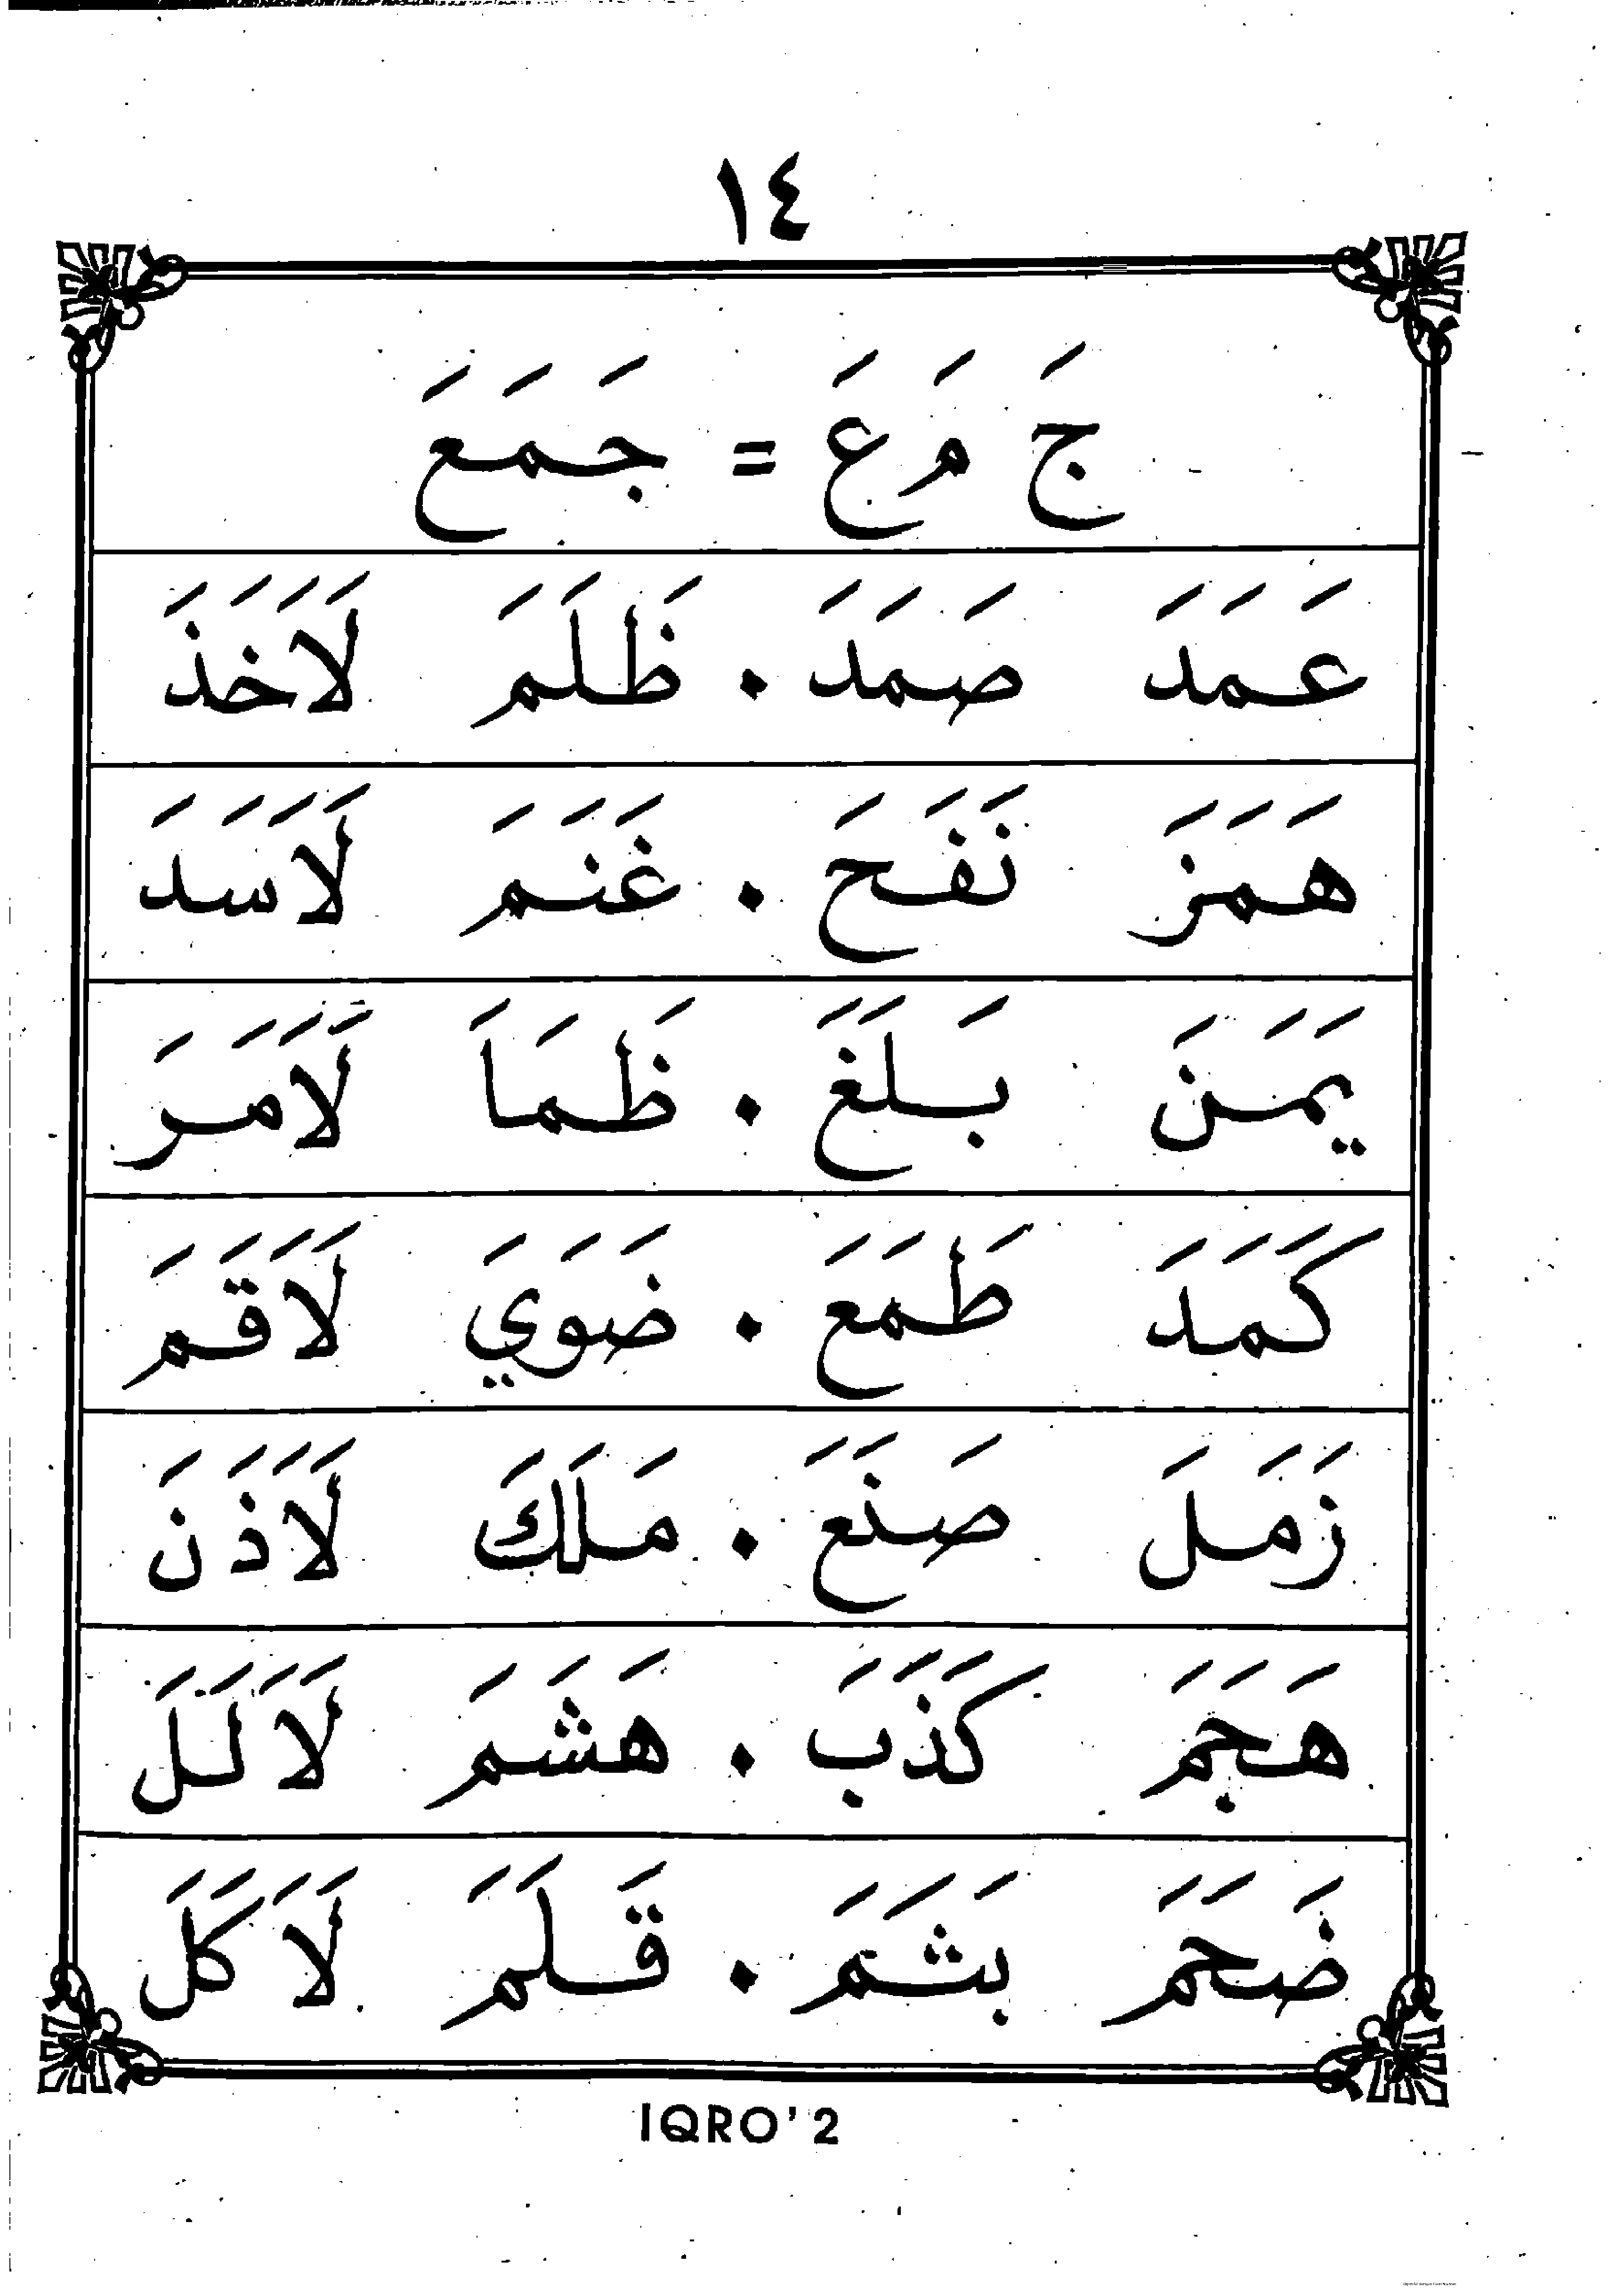 ١٤
جَ مَ عَ = جَمَعَ
عَمَدَ صَمَدَ . ظَلَمَ لَاَخَذَ
هَمَزَ نَفَحَ . غَنَمَ لَاَسَدَ
يَمَنَ بَلَغَ . ظَمَاَ لَاَمَرَ
كَمَدَ طَمَعَ . ضَوَيَ لَاَقَمَ
زَمَلَ صَنَعَ . مَلَكَ لَاَذَنَ
هَجَمَ كَذَبَ . هَشَمَ لَاَلَلَ
ضَحَمَ بَثَمَ . قَلَمَ لَاَكَلَ
IQRO'2